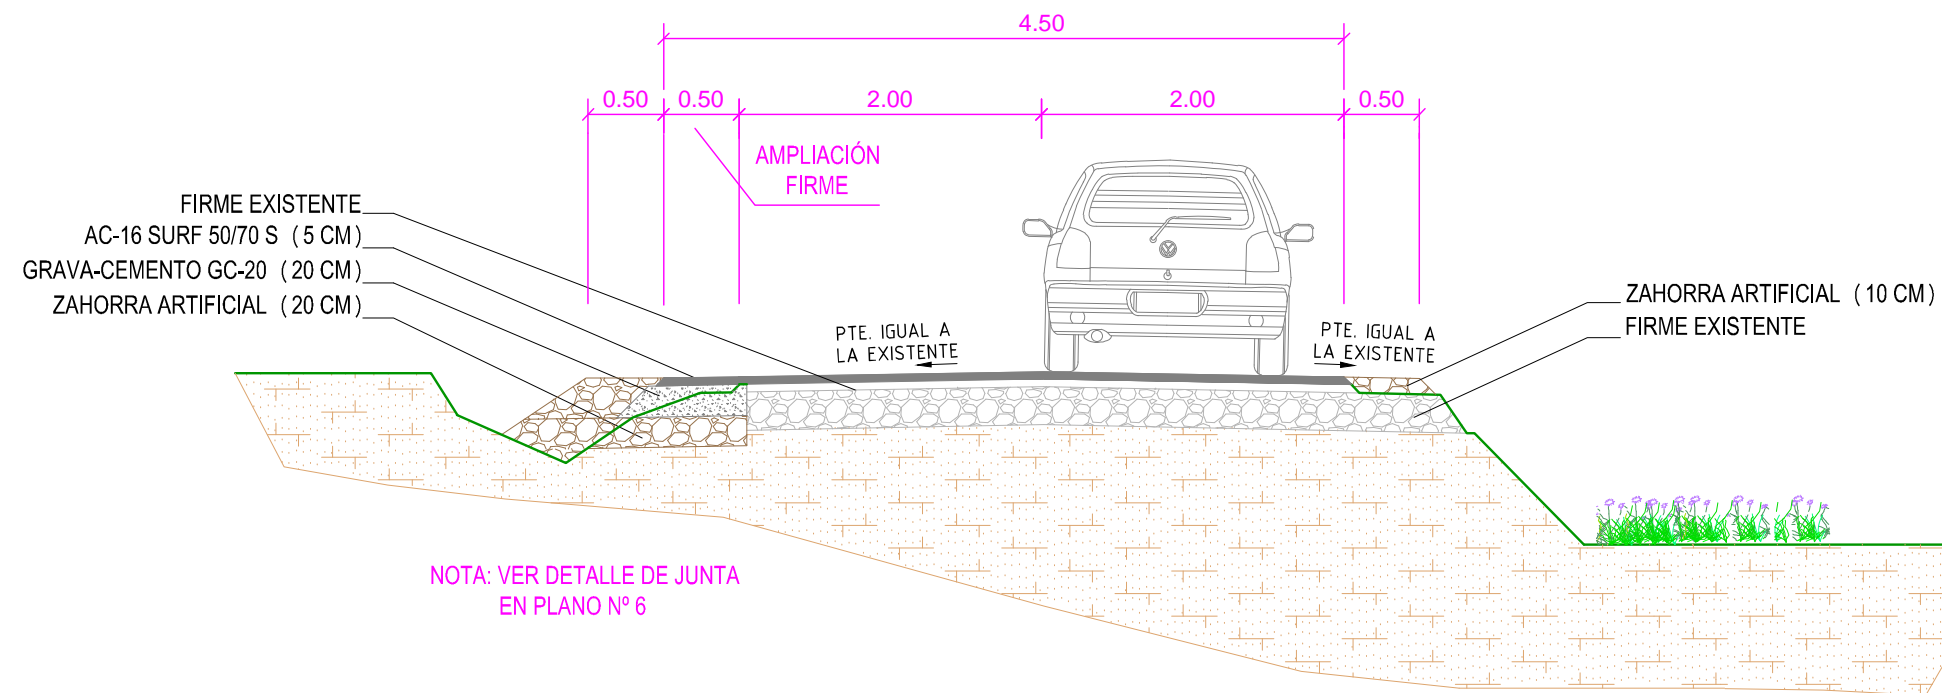 4.50
0.50 0.50 2.00 2.00 0.50
AMPLIACIÓN
FIRME
FIRME EXISTENTE
AC-16 SURF 50/70 S (5 CM)
GRAVA-CEMENTO GC-20 (20 CM)
ZAHORRA ARTIFICIAL (20 CM)
PTE. IGUAL A
LA EXISTENTE
PTE. IGUAL A
LA EXISTENTE
ZAHORRA ARTIFICIAL (10 CM)
FIRME EXISTENTE
NOTA: VER DETALLE DE JUNTA
EN PLANO Nº 6